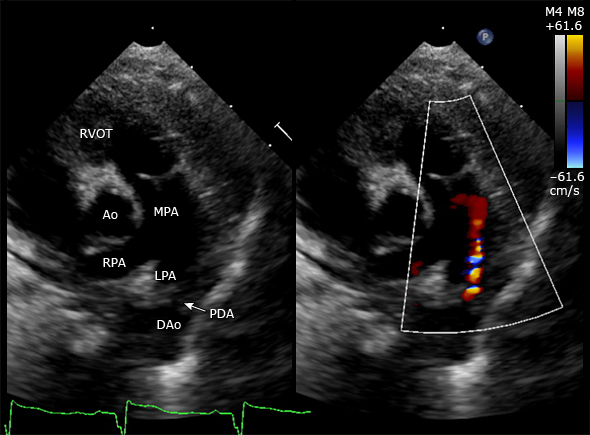 M4 M8
+61.6
P
RVOT
Ao
MPA
RPA
LPA
PDA
DAo
-61.6
cm/s